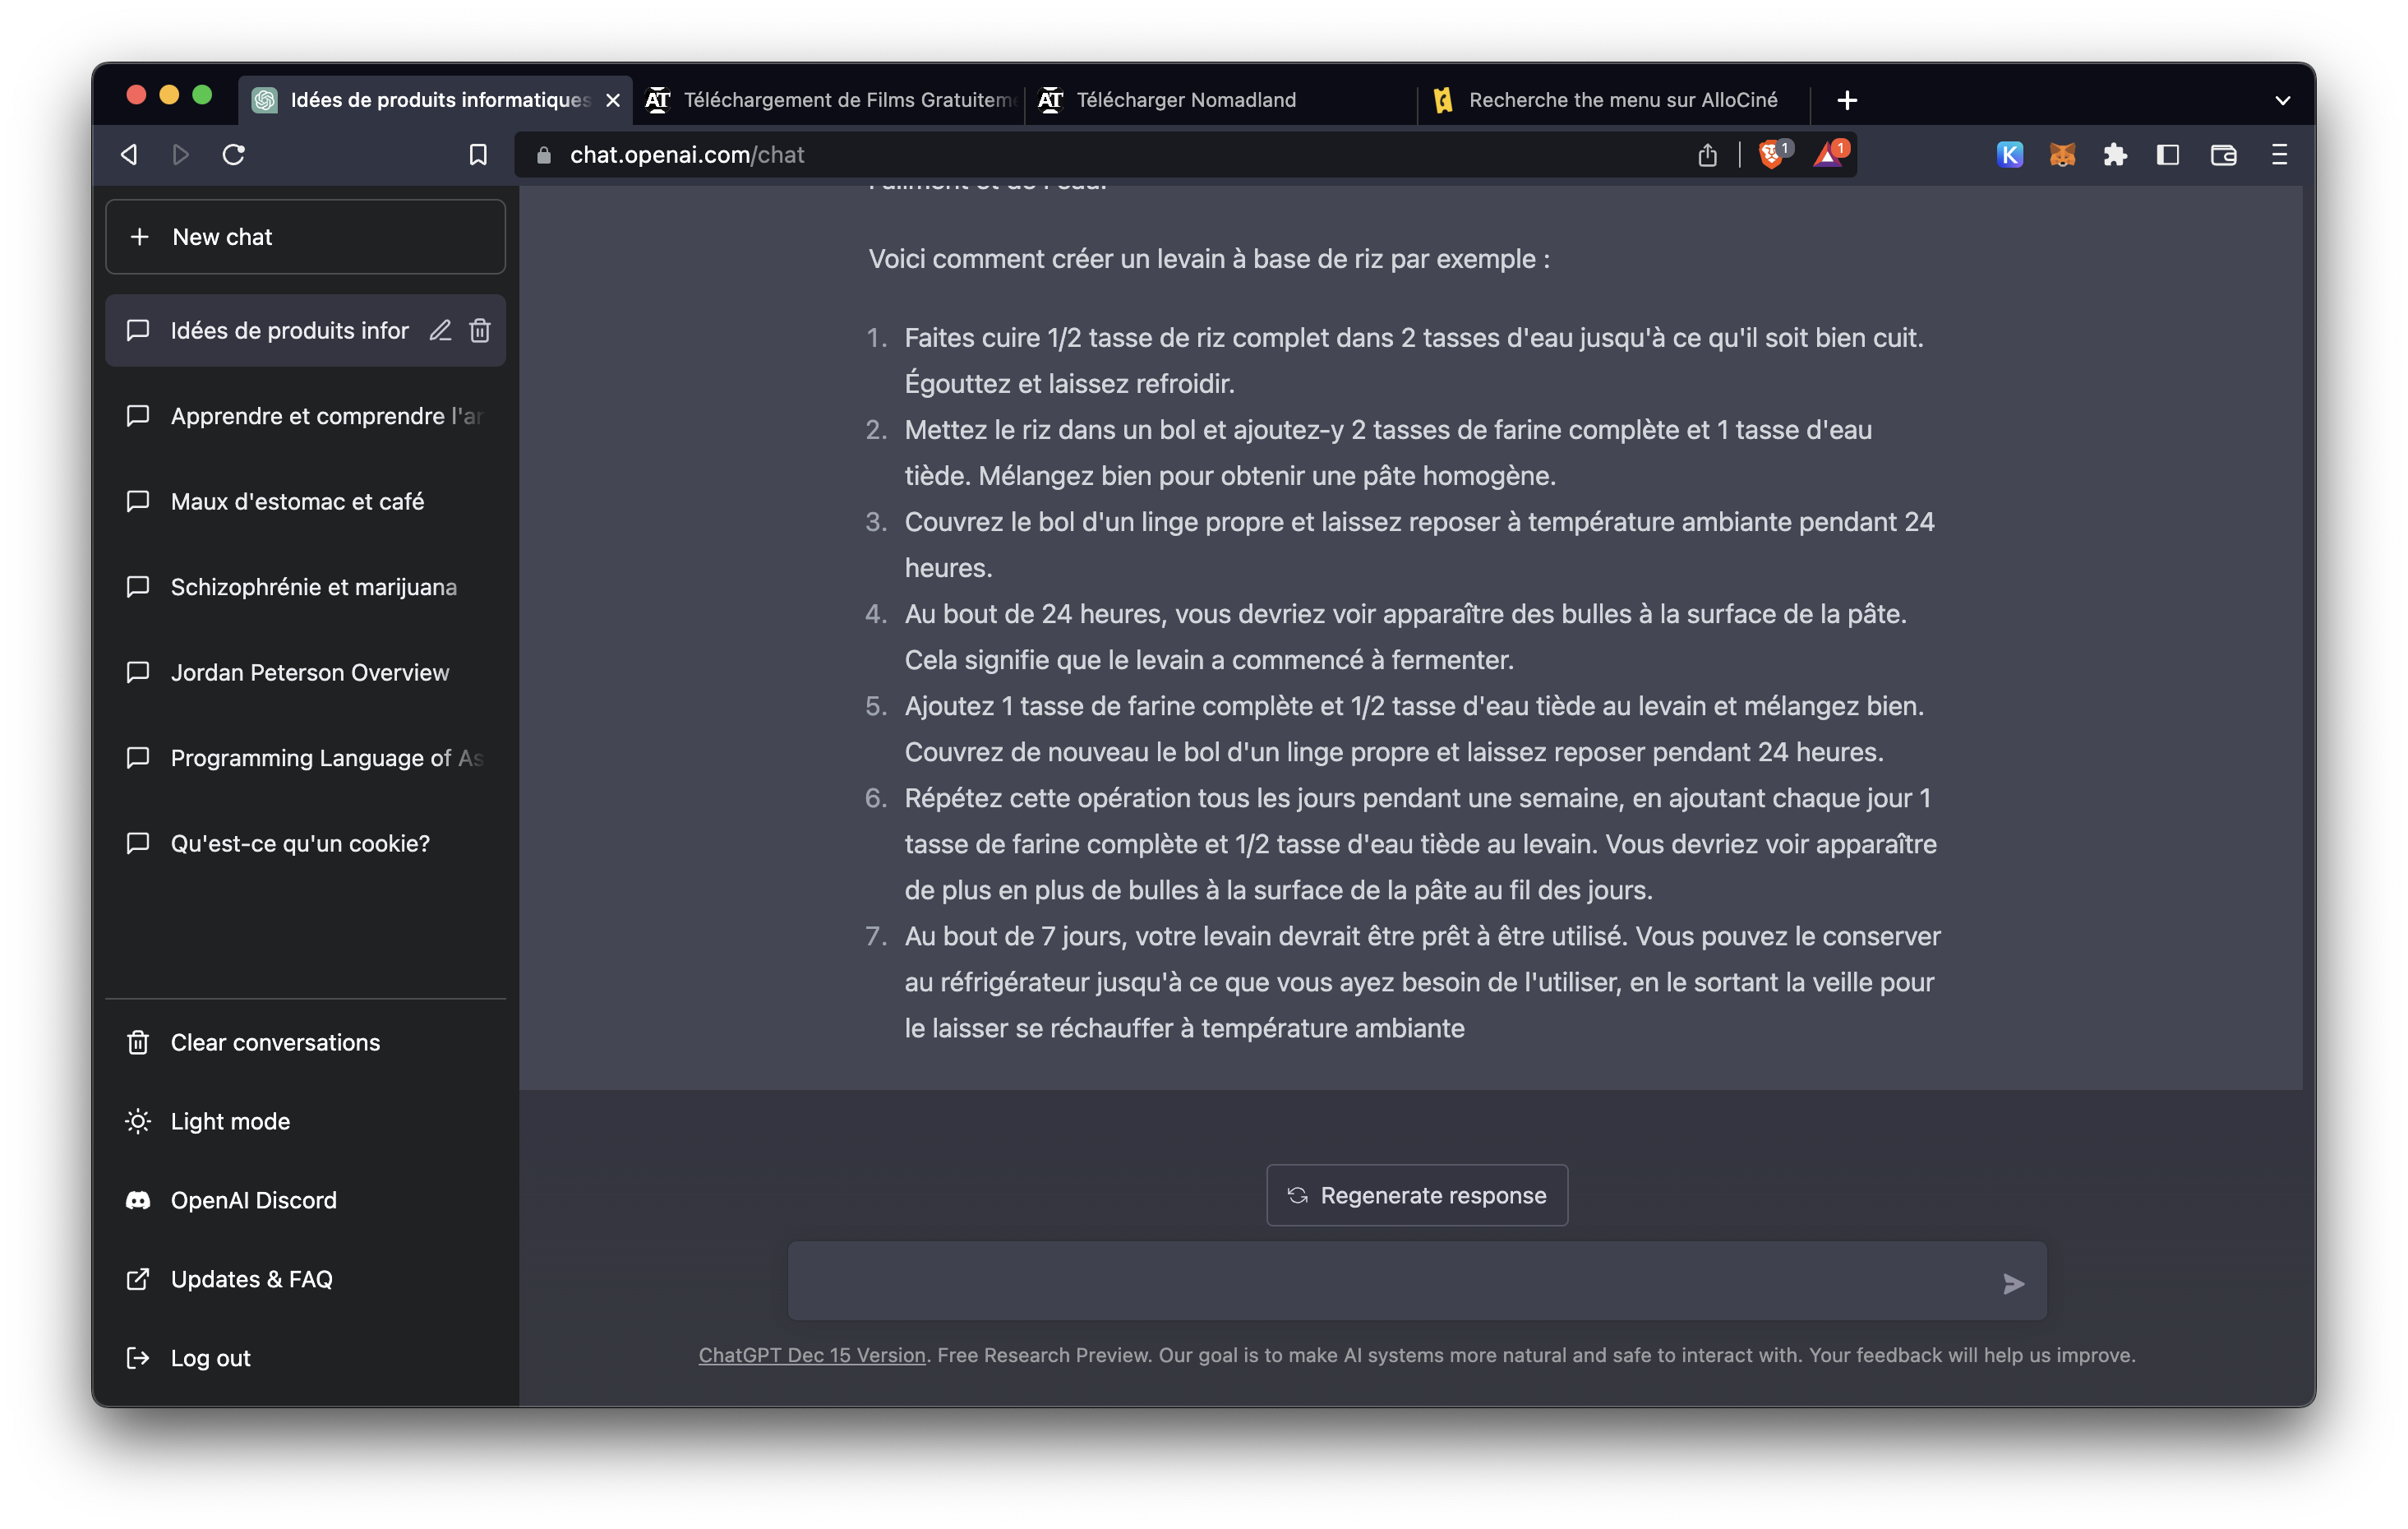 Idées de produits informatiques
Téléchargement de Films Gratuitem
Télécharger Nomadland
Recherche the menu sur AlloCiné
chat.openai.com/chat
1
1
K
New chat
Idées de produits infor
Apprendre et comprendre l'ar
Maux d'estomac et café
Schizophrénie et marijuana
Jordan Peterson Overview
Programming Language of As
Qu'est-ce qu'un cookie?
Clear conversations
Light mode
OpenAI Discord
Updates & FAQ
Log out
l'aliment et de l'eau.
Voici comment créer un levain à base de riz par exemple :
1. Faites cuire 1/2 tasse de riz complet dans 2 tasses d'eau jusqu'à ce qu'il soit bien cuit.
Égouttez et laissez refroidir.
2. Mettez le riz dans un bol et ajoutez-y 2 tasses de farine complète et 1 tasse d'eau
tiède. Mélangez bien pour obtenir une pâte homogène.
3. Couvrez le bol d'un linge propre et laissez reposer à température ambiante pendant 24
heures.
4. Au bout de 24 heures, vous devriez voir apparaître des bulles à la surface de la pâte.
Cela signifie que le levain a commencé à fermenter.
5. Ajoutez 1 tasse de farine complète et 1/2 tasse d'eau tiède au levain et mélangez bien.
Couvrez de nouveau le bol d'un linge propre et laissez reposer pendant 24 heures.
6. Répétez cette opération tous les jours pendant une semaine, en ajoutant chaque jour 1
tasse de farine complète et 1/2 tasse d'eau tiède au levain. Vous devriez voir apparaître
de plus en plus de bulles à la surface de la pâte au fil des jours.
7. Au bout de 7 jours, votre levain devrait être prêt à être utilisé. Vous pouvez le conserver
au réfrigérateur jusqu'à ce que vous ayez besoin de l'utiliser, en le sortant la veille pour
le laisser se réchauffer à température ambiante
Regenerate response
ChatGPT Dec 15 Version. Free Research Preview. Our goal is to make AI systems more natural and safe to interact with. Your feedback will help us improve.